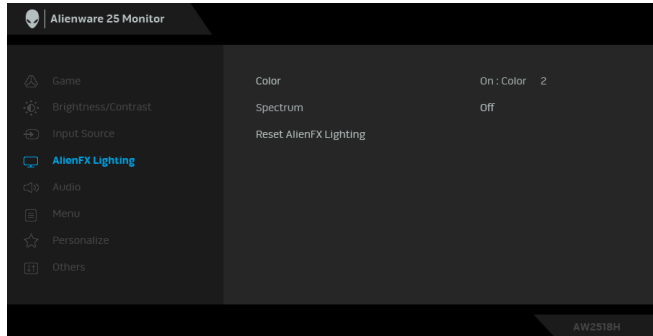 Alienware 25 Monitor
Game
Color On : Color 2
Brightness/Contrast
Spectrum Off
Input Source
Reset AlienFX Lighting
AlienFX Lighting
Audio
Menu
Personalize
Others
AW2518H